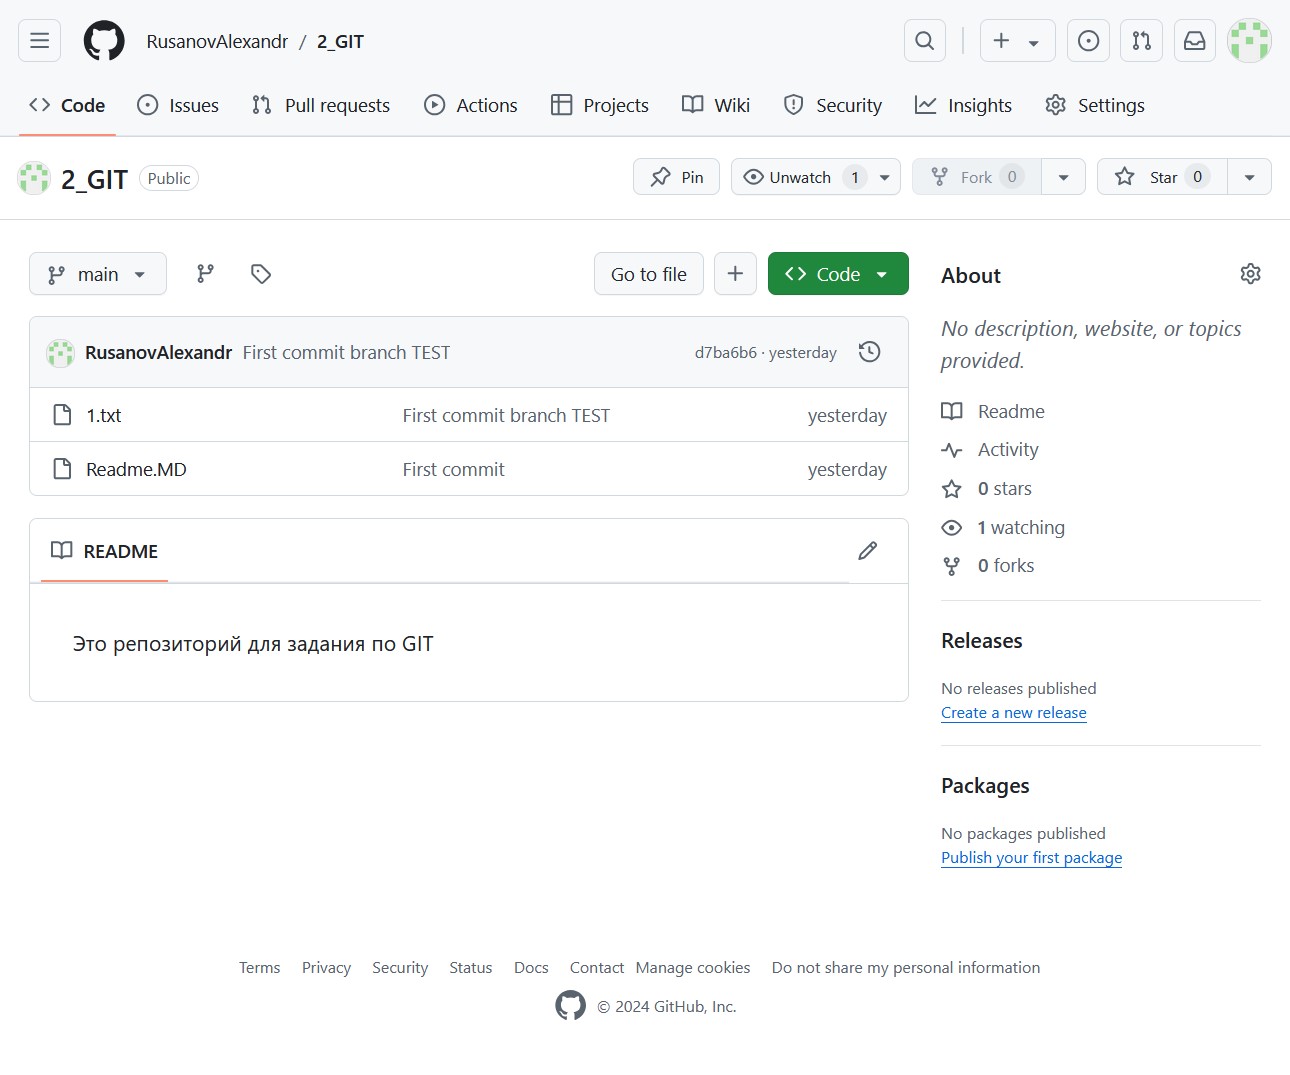 RusanovAlexandr / 2_GIT
Code Issues Pull requests Actions Projects Wiki Security Insights Settings
2_GIT Public Pin Unwatch 1 Fork 0 Star 0
main Go to file Code
RusanovAlexandr First commit branch TEST d7ba6b6 · yesterday
1.txt First commit branch TEST yesterday
Readme.MD First commit yesterday
README
Это репозиторий для задания по GIT
About
No description, website, or topics
provided.
Readme
Activity
0 stars
1 watching
0 forks
Releases
No releases published
Create a new release
Packages
No packages published
Publish your first package
Terms Privacy Security Status Docs Contact Manage cookies Do not share my personal information
© 2024 GitHub, Inc.